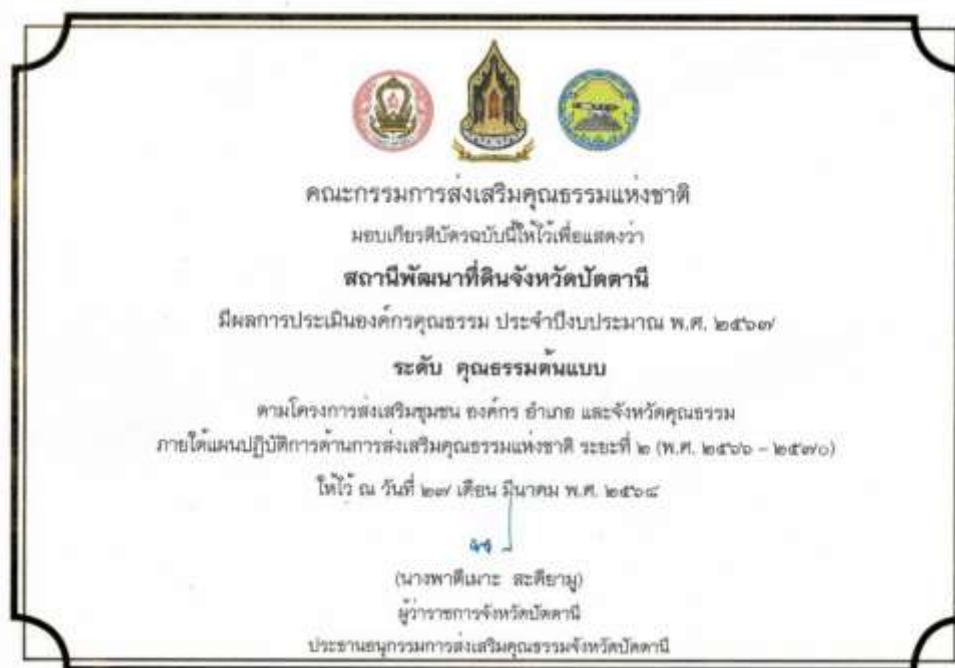 คณะกรรมการส่งเสริมคุณธรรมแห่งชาติ
มอบเกียรติบัตรฉบับนี้ให้ไว้เพื่อแสดงว่า
สถานีพัฒนาที่ดินจังหวัดปัตตานี
มีผลการประเมินองค์กรคุณธรรม ประจำปีงบประมาณ พ.ศ. ๒๕๖๗
ระดับ คุณธรรมต้นแบบ
ตามโครงการส่งเสริมชุมชน องค์กร อำเภอ และจังหวัดคุณธรรม
ภายใต้แผนปฏิบัติการด้านการส่งเสริมคุณธรรมแห่งชาติ ระยะที่ ๒ (พ.ศ. ๒๕๖๖ – ๒๕๗๐)
ให้ไว้ ณ วันที่ ๒๗ เดือน มีนาคม พ.ศ. ๒๕๖๘
(นางพาตีเมาะ สะดียามู)
ผู้ว่าราชการจังหวัดปัตตานี
ประธานอนุกรรมการส่งเสริมคุณธรรมจังหวัดปัตตานี